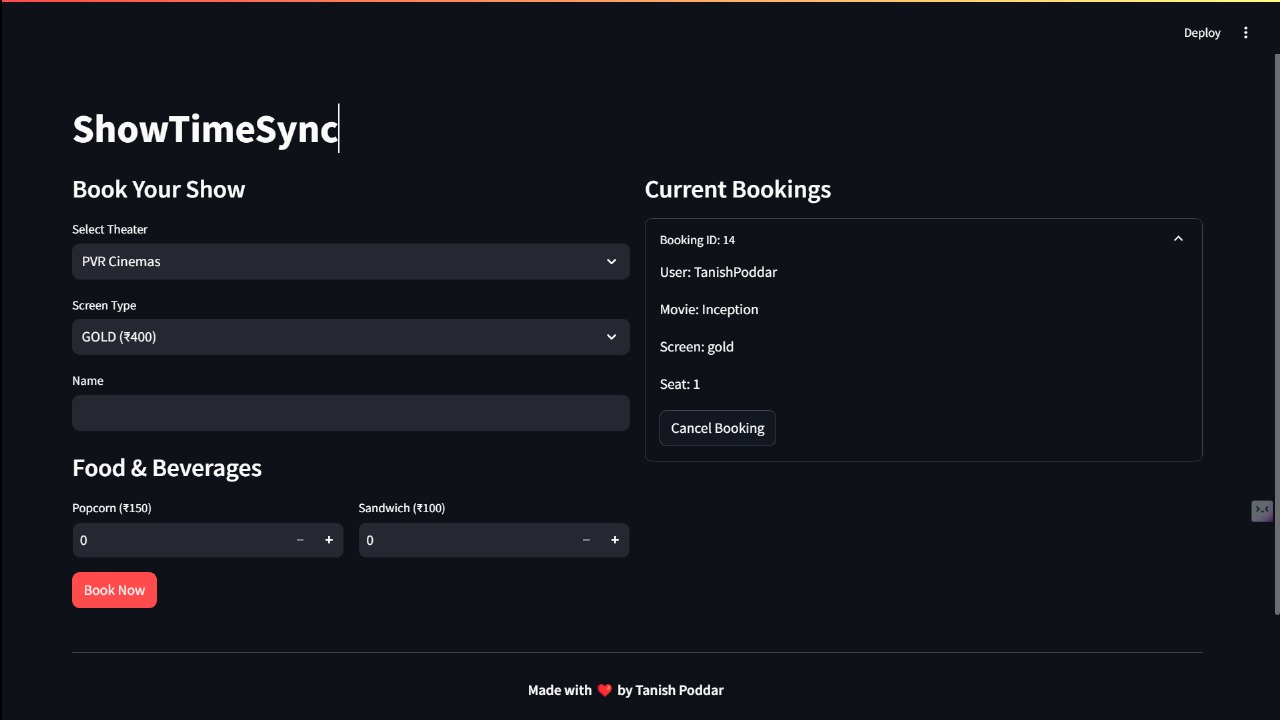 Deploy
ShowTimeSync
Book Your Show
Select Theater
PVR Cinemas
Screen Type
GOLD (₹400)
Name
Food & Beverages
Popcorn (₹150)
Sandwich (₹100)
0
0
Book Now
Current Bookings
Booking ID: 14
User: TanishPoddar
Movie: Inception
Screen: gold
Seat: 1
Cancel Booking
Made with ❤️ by Tanish Poddar